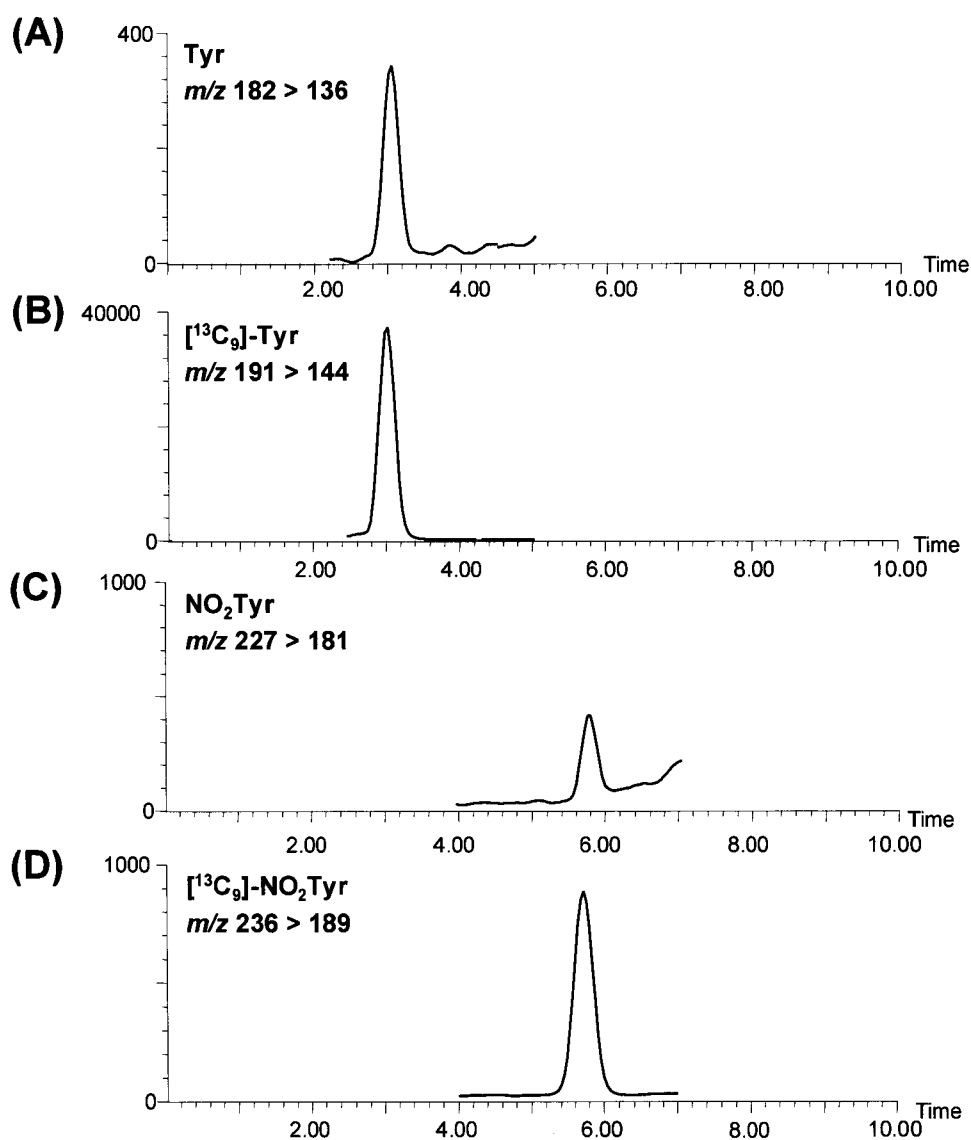 (A)
400
Tyr
m/z 182 > 136
0
2.00 4.00 6.00 8.00 10.00 Time
(B)
40000
[¹³C₉]-Tyr
m/z 191 > 144
0
2.00 4.00 6.00 8.00 10.00 Time
(C)
1000
NO₂Tyr
m/z 227 > 181
0
2.00 4.00 6.00 8.00 10.00 Time
(D)
1000
[¹³C₉]-NO₂Tyr
m/z 236 > 189
0
2.00 4.00 6.00 8.00 10.00 Time